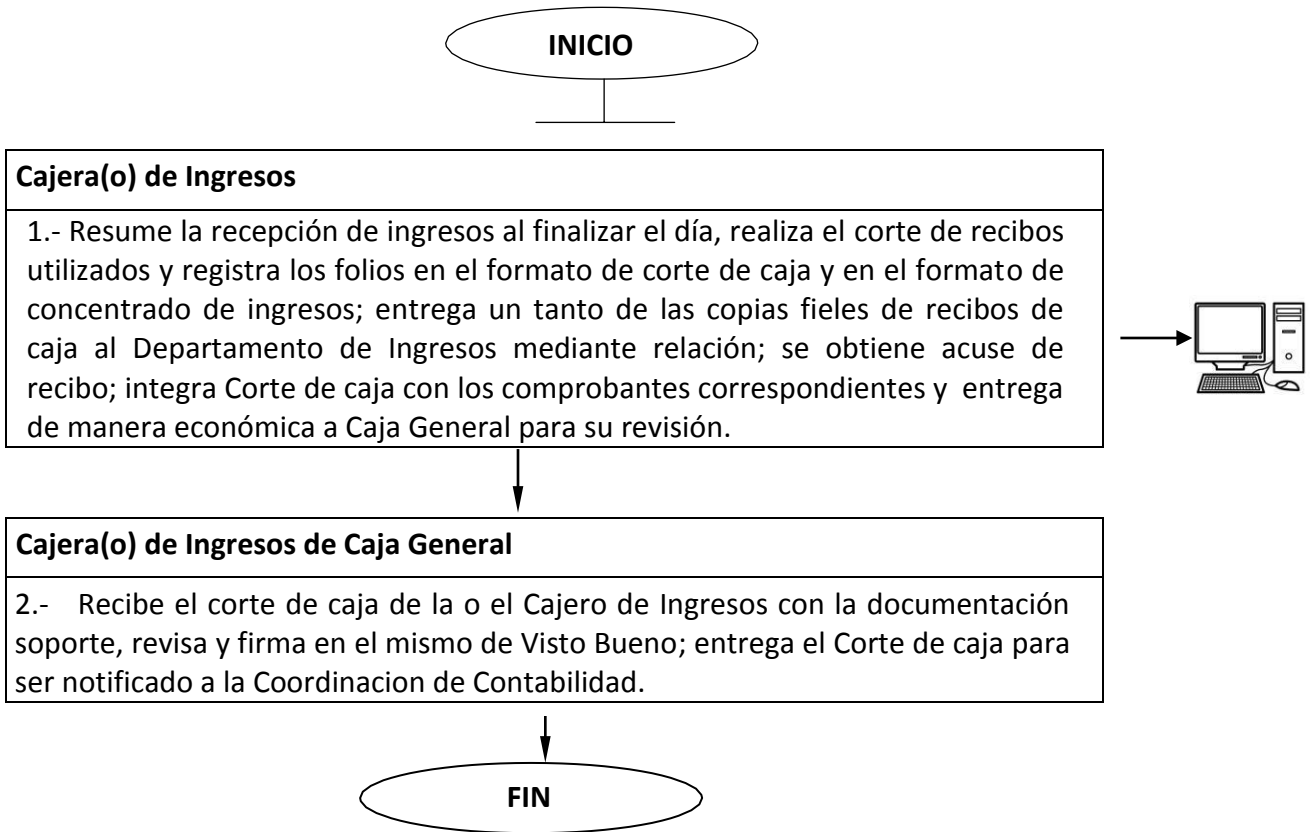 INICIO
Cajera(o) de Ingresos
1.- Resume la recepción de ingresos al finalizar el día, realiza el corte de recibos
utilizados y registra los folios en el formato de corte de caja y en el formato de
concentrado de ingresos; entrega un tanto de las copias fieles de recibos de
caja al Departamento de Ingresos mediante relación; se obtiene acuse de
recibo; integra Corte de caja con los comprobantes correspondientes y entrega
de manera económica a Caja General para su revisión.
Cajera(o) de Ingresos de Caja General
2.- Recibe el corte de caja de la o el Cajero de Ingresos con la documentación
soporte, revisa y firma en el mismo de Visto Bueno; entrega el Corte de caja para
ser notificado a la Coordinacion de Contabilidad.
FIN